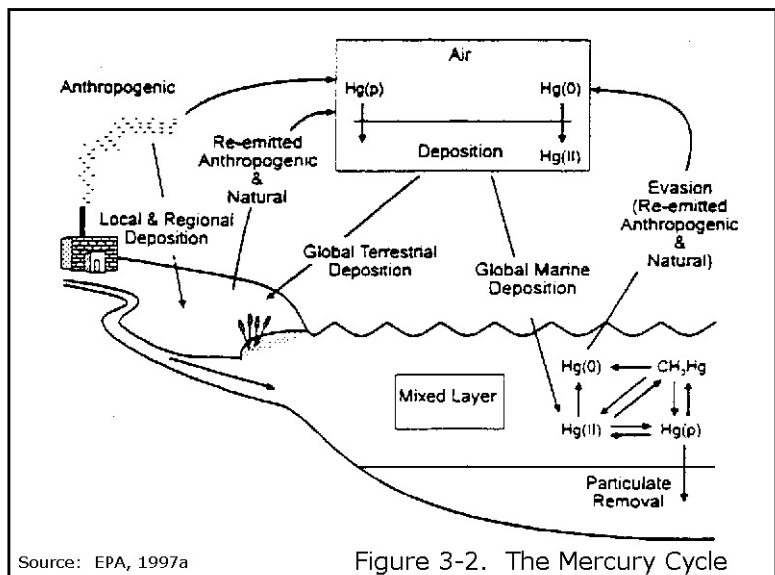 Air
Anthropogenic
Hg(p)
Hg(0)
Re-emitted
Anthropogenic
&
Natural
Deposition
Hg(II)
Evasion
(Re-emitted
Anthropogenic
&
Natural)
Local & Regional
Deposition
Global Terrestrial
Deposition
Global Marine
Deposition
Hg(0)
CH3Hg
Mixed Layer
Hg(II)
Hg(p)
Particulate
Removal
Source: EPA, 1997a
Figure 3-2. The Mercury Cycle